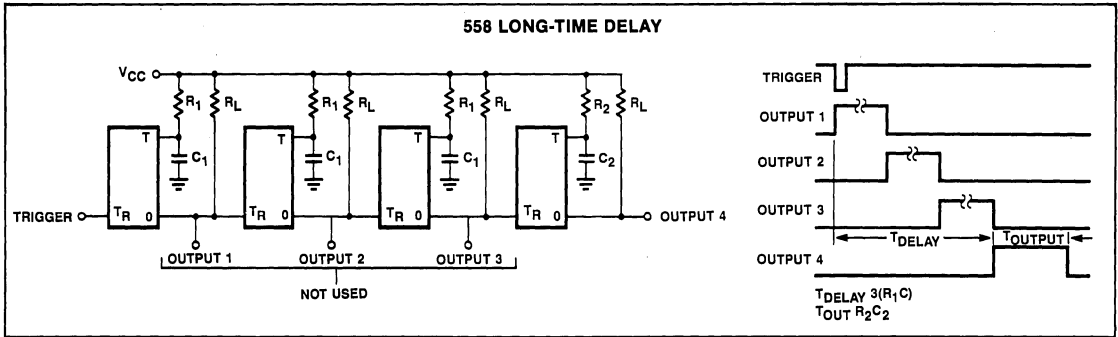 558 LONG-TIME DELAY
VCC
R1 RL R1 RL R1 RL R2 RL
T T T T
C1 C1 C1 C2
TRIGGER TR 0 TR 0 TR 0 TR 0 OUTPUT 4
OUTPUT 1 OUTPUT 2 OUTPUT 3
NOT USED
TRIGGER
OUTPUT 1
OUTPUT 2
OUTPUT 3
TDELAY TOUTPUT
OUTPUT 4
TDELAY 3(R1C)
TOUT R2C2